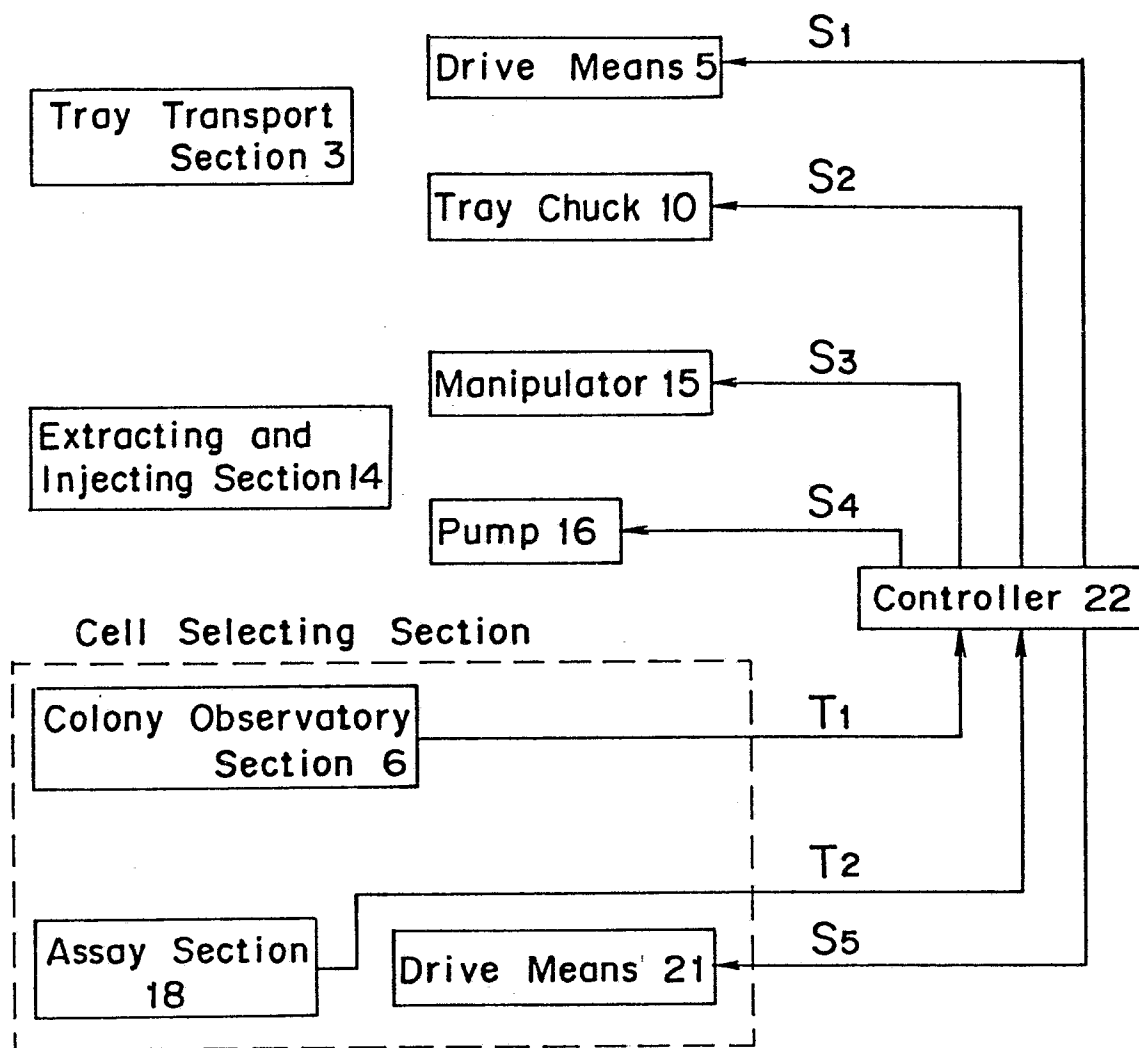 S1
Drive Means 5
Tray Transport
Section 3
S2
Tray Chuck 10
S3
Manipulator 15
Extracting and
Injecting Section 14
S4
Pump 16
Controller 22
Cell Selecting Section
Colony Observatory
Section 6
T1
T2
Assay Section
18
S5
Drive Means 21